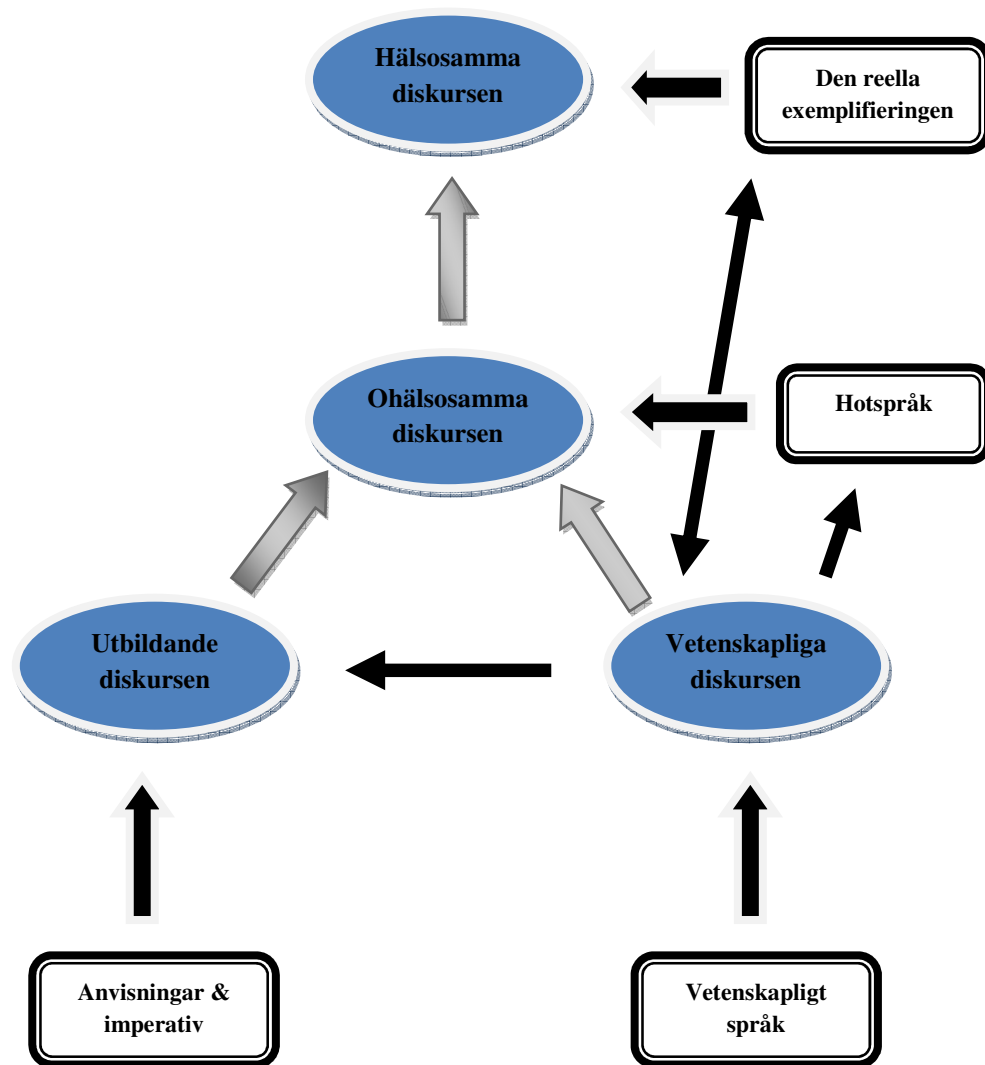 Hälsosamma
diskursen
Den reella
exemplifieringen
Ohälsosamma
diskursen
Hotspråk
Utbildande
diskursen
Vetenskapliga
diskursen
Anvisningar &
imperativ
Vetenskapligt
språk